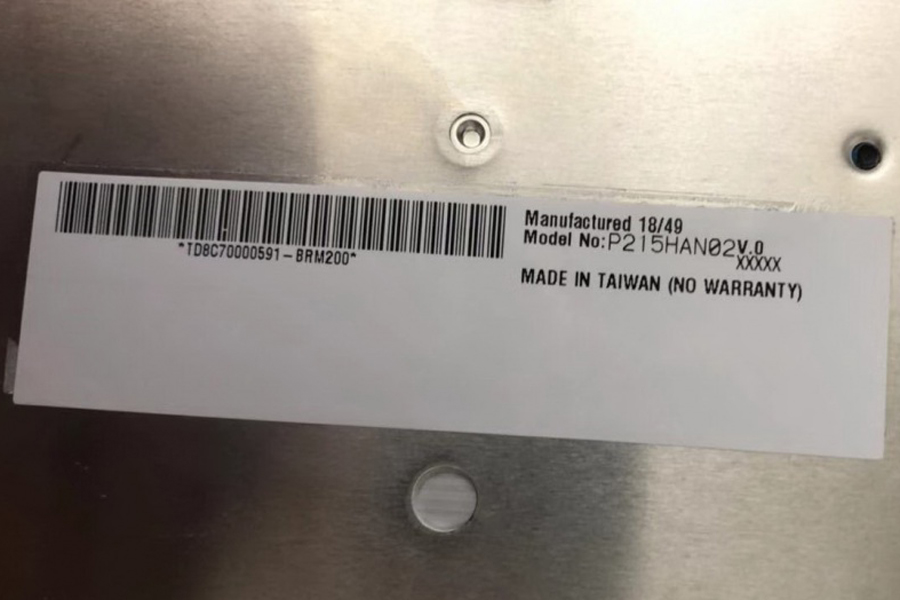 *TD8C70000591-BRM200*
Manufactured 18/49
Model No:P215HAN02V.0
XXXXX
MADE IN TAIWAN (NO WARRANTY)